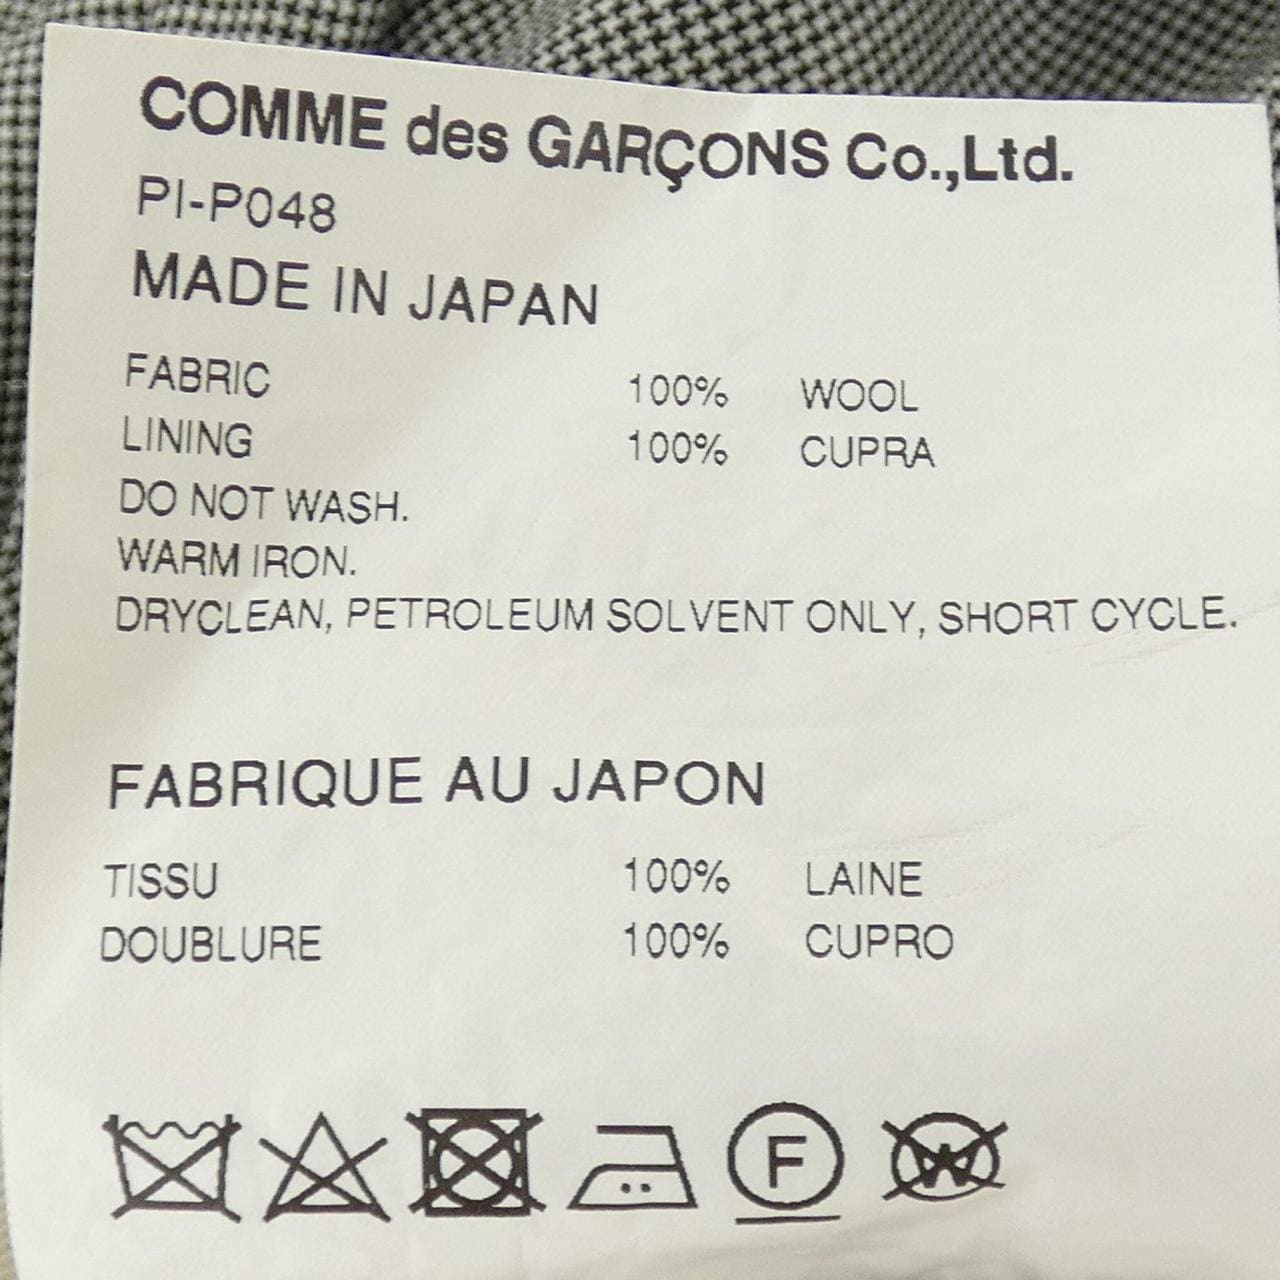 COMME des GARÇONS Co.,Ltd.
PI-P048
MADE IN JAPAN
FABRIC 100% WOOL
LINING 100% CUPRA
DO NOT WASH.
WARM IRON.
DRYCLEAN, PETROLEUM SOLVENT ONLY, SHORT CYCLE.
FABRIQUE AU JAPON
TISSU 100% LAINE
DOUBLURE 100% CUPRO
F W